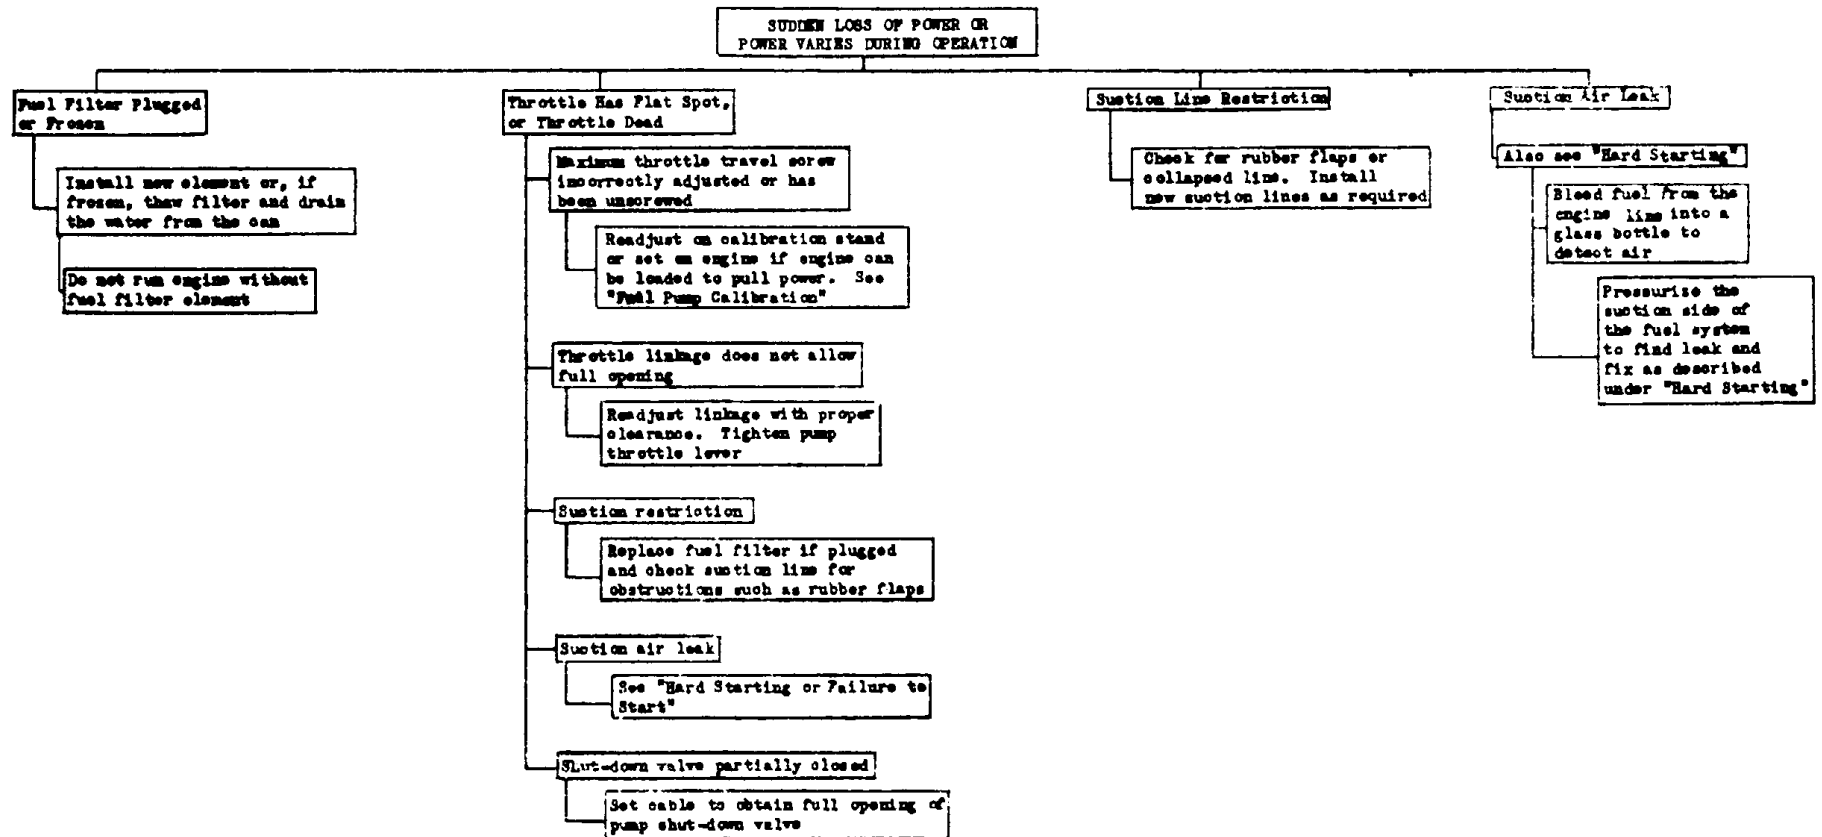 SUDDEN LOSS OF POWER OR
POWER VARIES DURING OPERATION
Fuel Filter Plugged
or Frozen
Install new element or, if
frozen, thaw filter and drain
the water from the can
Do not run engine without
fuel filter element
Throttle Has Flat Spot,
or Throttle Dead
Maximum throttle travel screw
incorrectly adjusted or has
been unscrewed
Readjust on calibration stand
or set on engine if engine can
be loaded to pull power. See
"Fuel Pump Calibration"
Throttle linkage does not allow
full opening
Readjust linkage with proper
clearance. Tighten pump
throttle lever
Suction restriction
Replace fuel filter if plugged
and check suction line for
obstructions such as rubber flaps
Suction air leak
See "Hard Starting or Failure to
Start"
Shut-down valve partially closed
Set cable to obtain full opening of
pump shut-down valve
Suction Line Restriction
Check for rubber flaps or
collapsed line. Install
new suction lines as required
Suction Air Leak
Also see "Hard Starting"
Bleed fuel from the
engine line into a
glass bottle to
detect air
Pressurize the
suction side of
the fuel system
to find leak and
fix as described
under "Hard Starting"